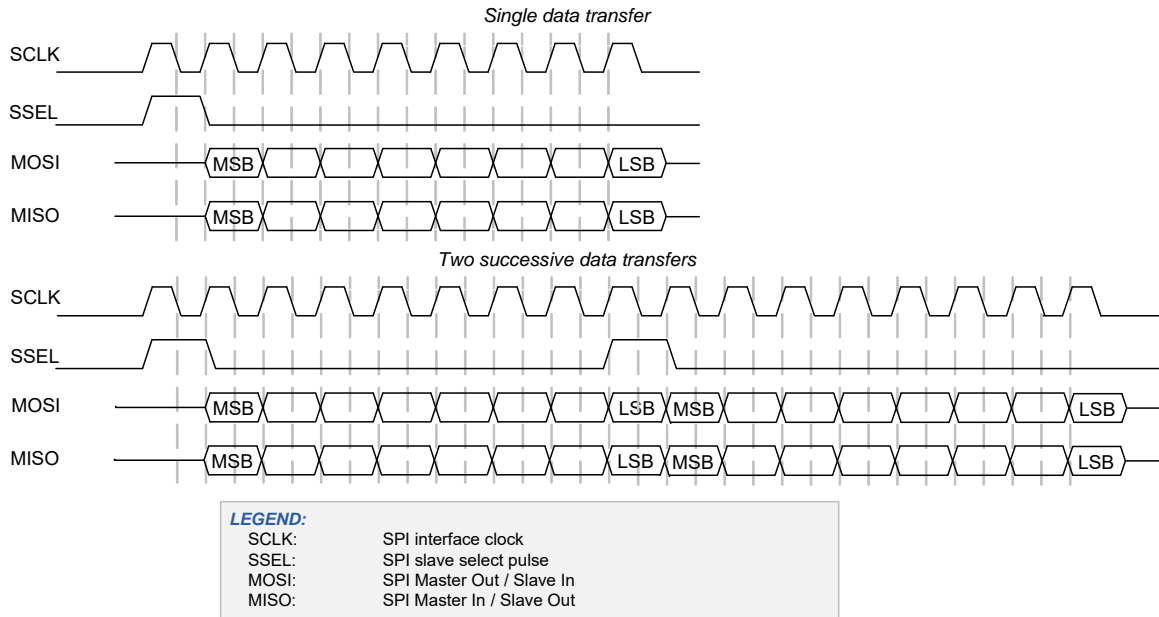 Single data transfer
SCLK
SSEL
MOSI MSB LSB
MISO MSB LSB
Two successive data transfers
SCLK
SSEL
MOSI MSB LSB MSB LSB
MISO MSB LSB MSB LSB
LEGEND:
SCLK: SPI interface clock
SSEL: SPI slave select pulse
MOSI: SPI Master Out / Slave In
MISO: SPI Master In / Slave Out